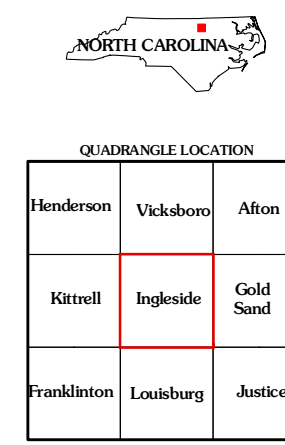 NORTH CAROLINA
QUADRANGLE LOCATION
Henderson Vicksboro Afton
Kittrell Ingleside Gold Sand
Franklinton Louisburg Justice